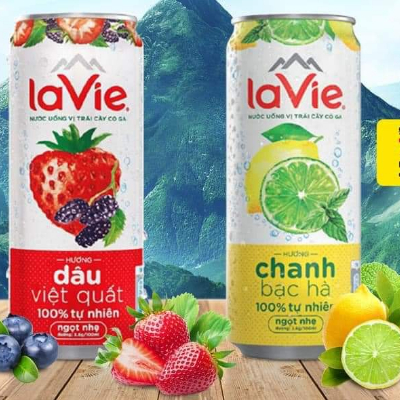 laVie
NƯỚC UỐNG VỊ TRÁI CÂY CÓ GA
HƯƠNG
dâu
việt quất
100% tự nhiên
ngọt nhẹ
laVie
NƯỚC UỐNG VỊ TRÁI CÂY CÓ GA
HƯƠNG
chanh
bạc hà
100% tự nhiên
ngọt nhẹ